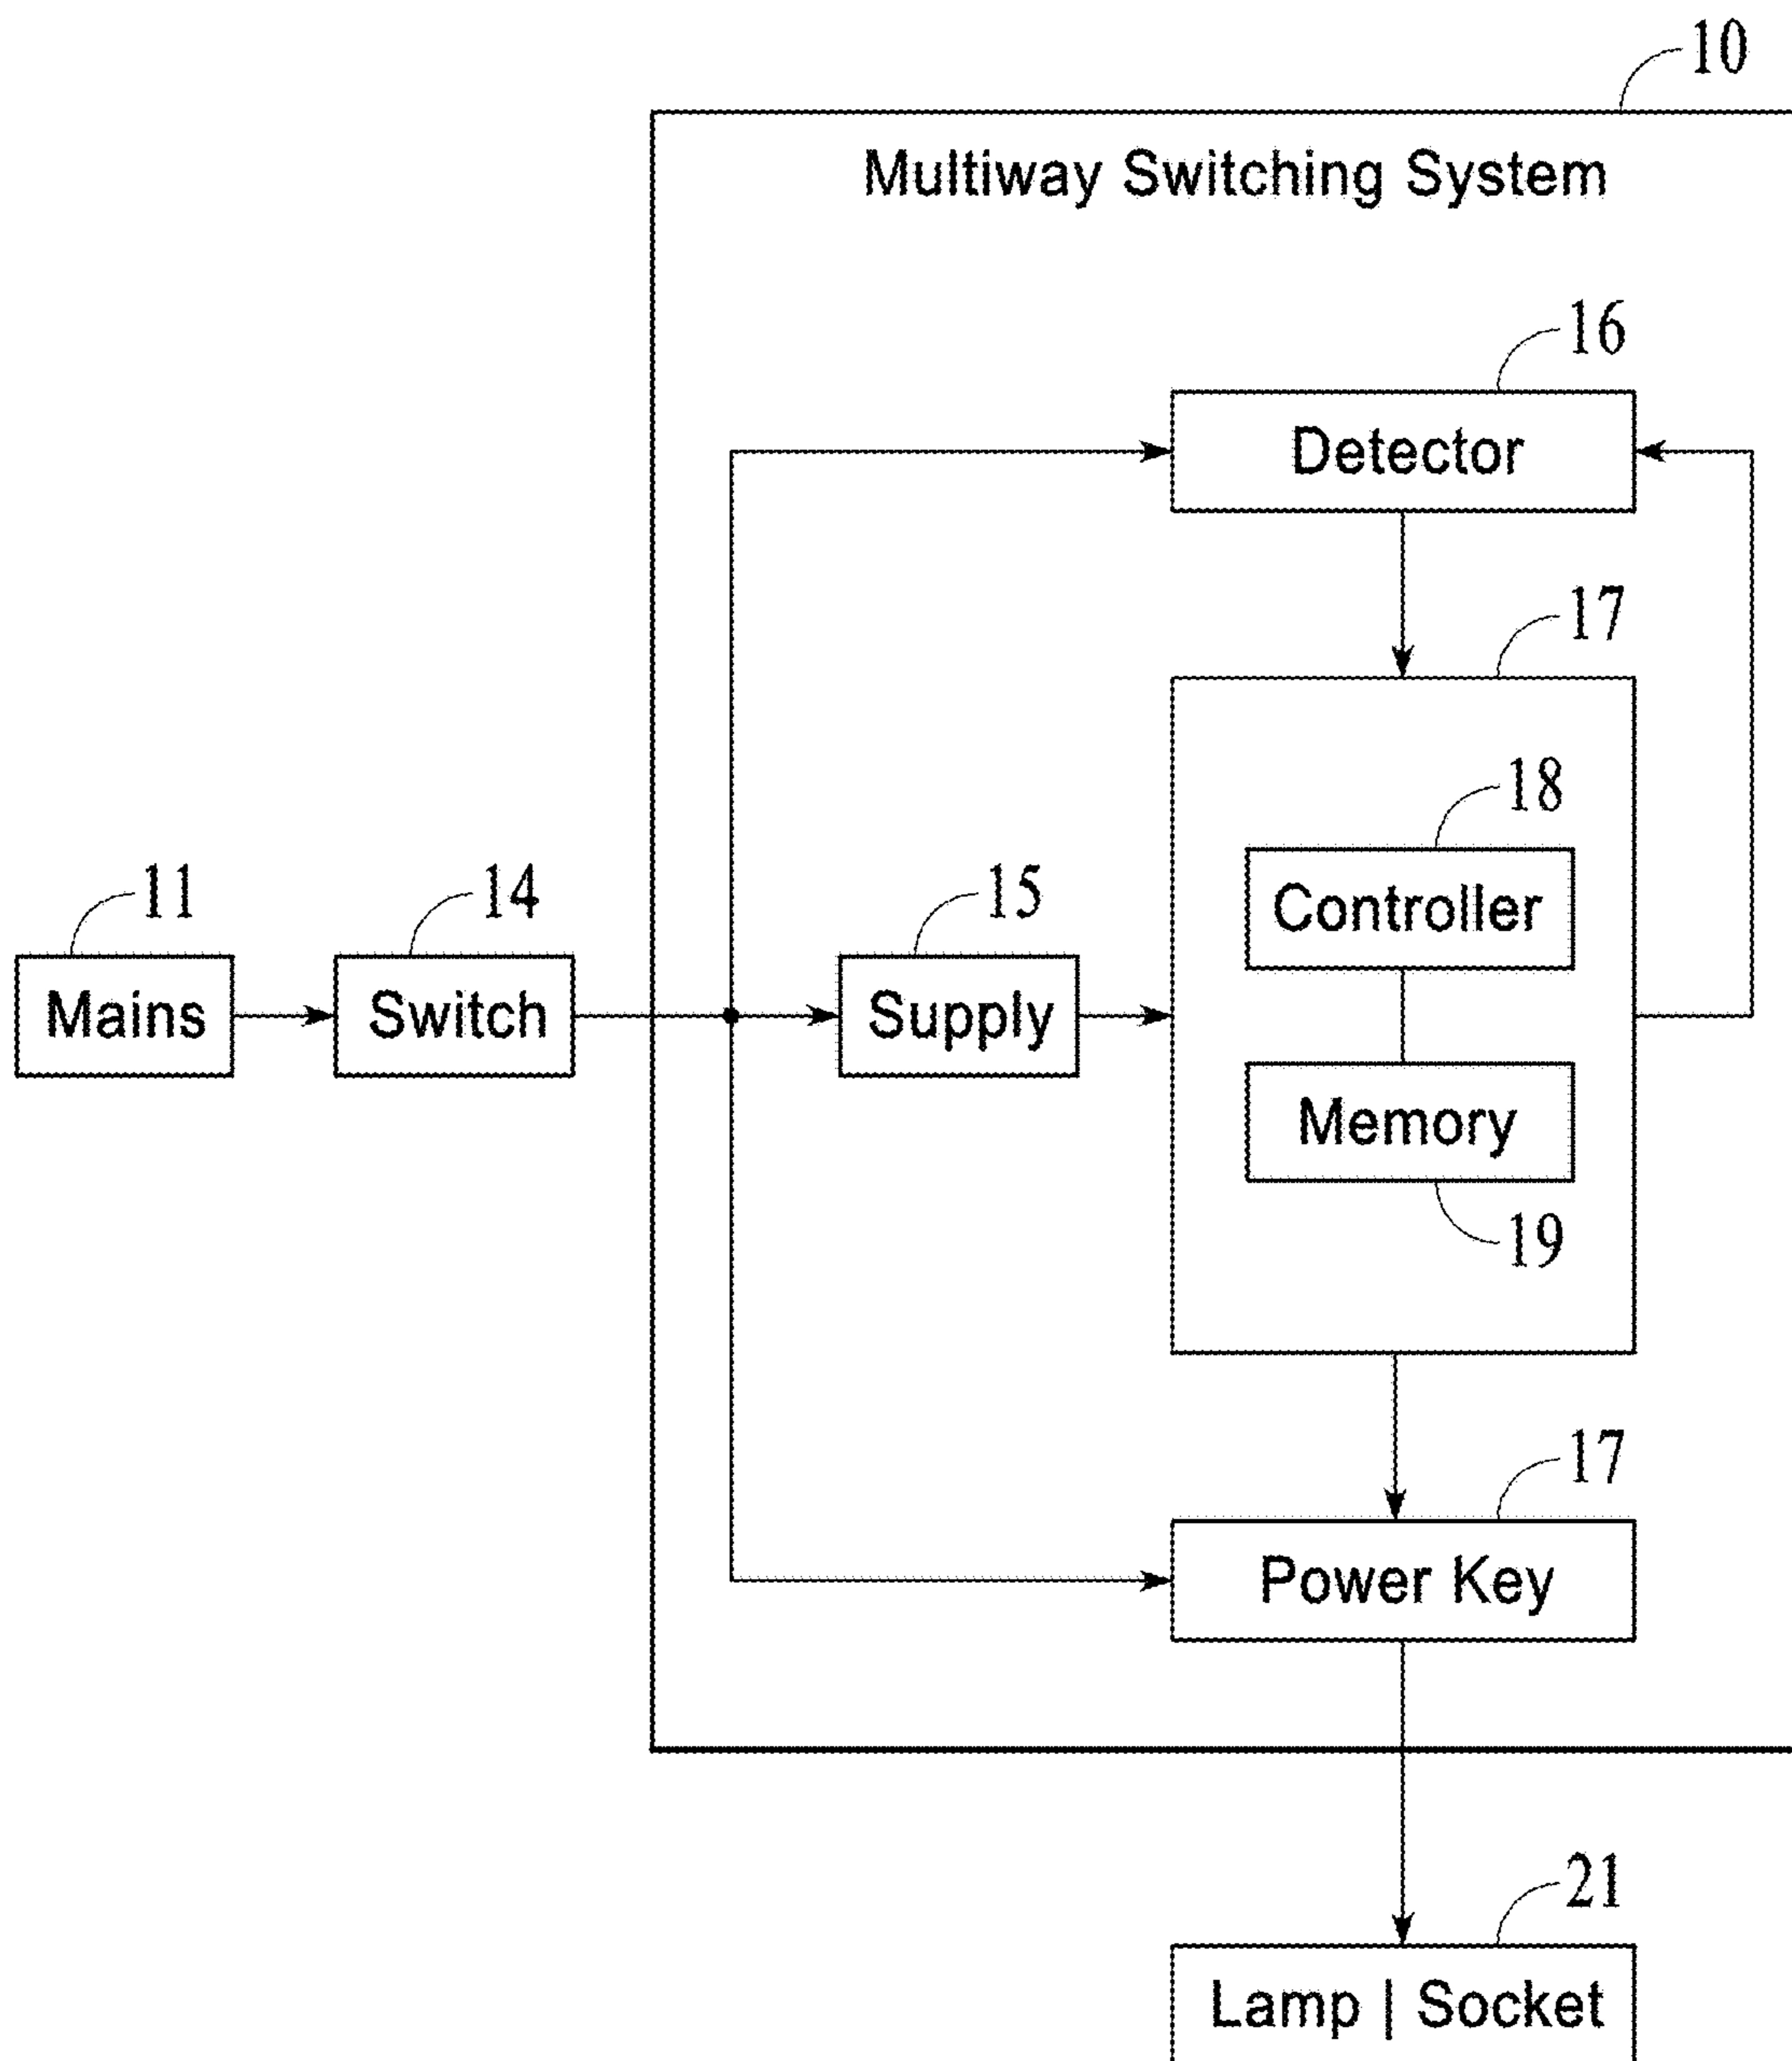 10
Multiway Switching System
16
Detector
17
18
Controller
11
14
15
Mains
Switch
Supply
Memory
19
17
Power Key
21
Lamp | Socket